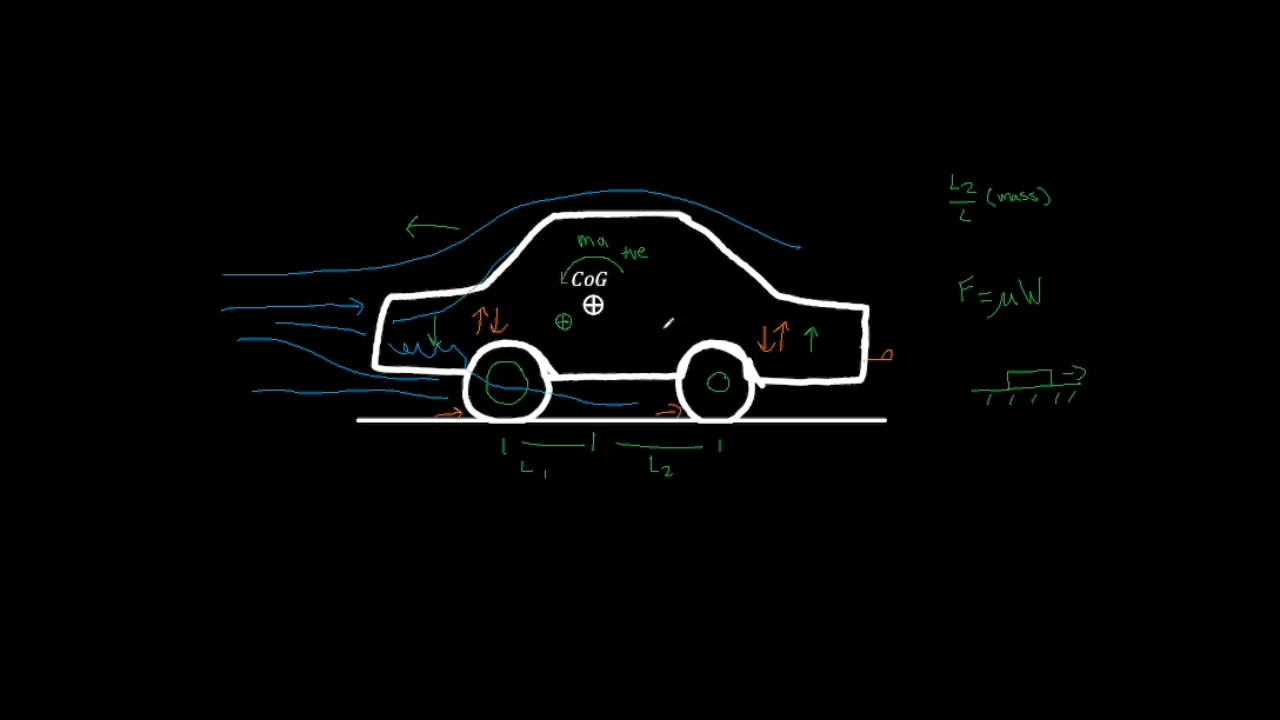 L2
L (mass)
ma +ve
CoG
F = μW
L1 L2